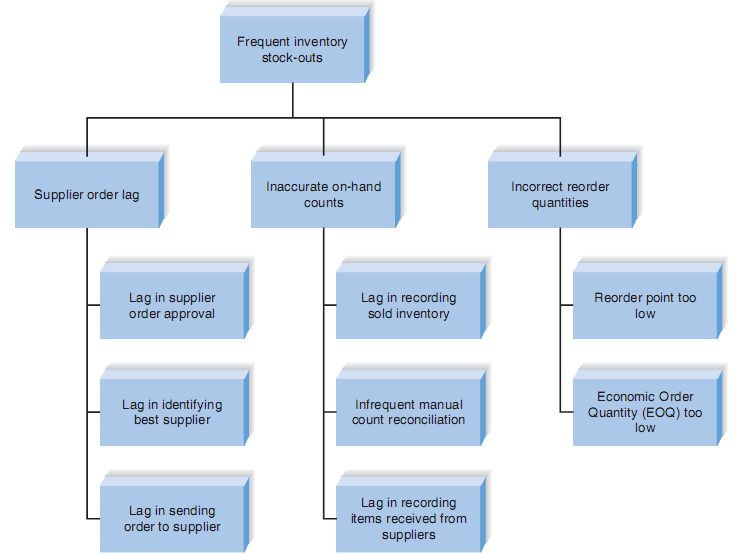 Frequent inventory
stock-outs
Supplier order lag
Inaccurate on-hand
counts
Incorrect reorder
quantities
Lag in supplier
order approval
Lag in recording
sold inventory
Reorder point too
low
Lag in identifying
best supplier
Infrequent manual
count reconciliation
Economic Order
Quantity (EOQ) too
low
Lag in sending
order to supplier
Lag in recording
items received from
suppliers